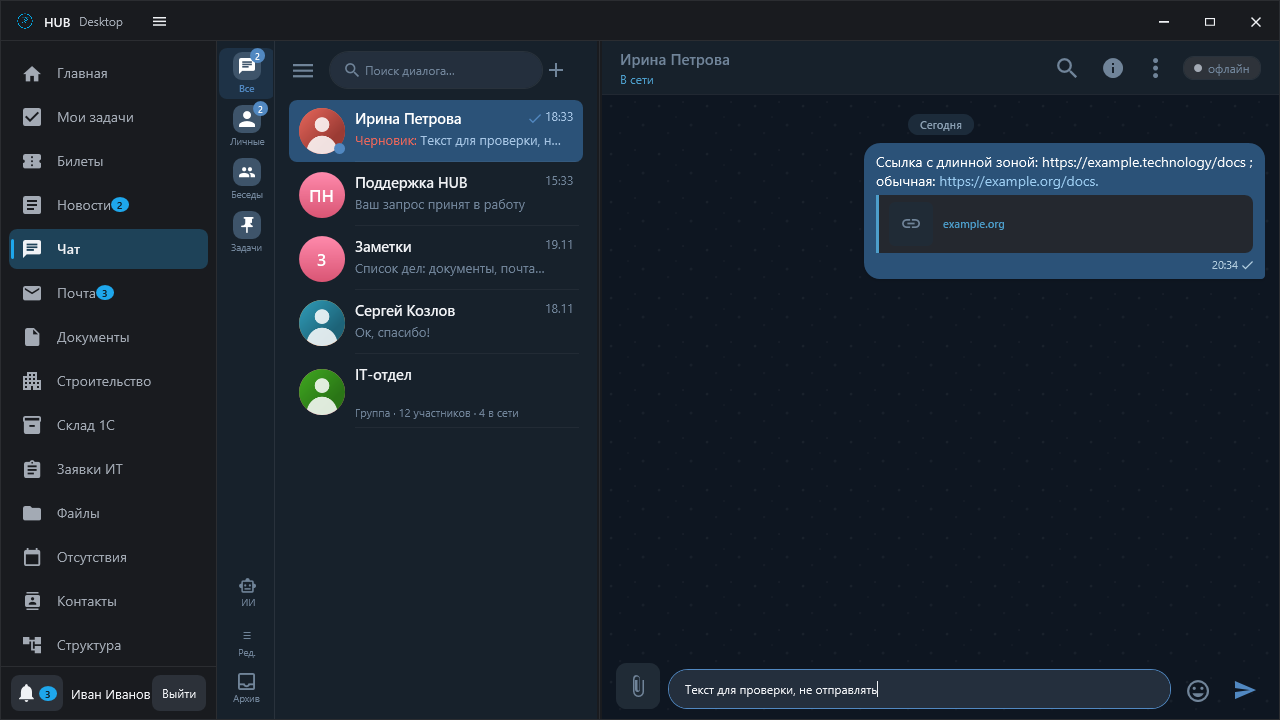 HUB Desktop
Главная
Мои задачи
Билеты
Новости 2
Чат
Почта 3
Документы
Строительство
Склад 1С
Заявки ИТ
Файлы
Отсутствия
Контакты
Структура
3 Иван Иванов Выйти
2
Все
2
Личные
Беседы
Задачи
ИИ
Ред.
Архив
Поиск диалога...
Ирина Петрова 18:33
Черновик: Текст для проверки, н...
ПН
Поддержка HUB 15:33
Ваш запрос принят в работу
З
Заметки 19.11
Список дел: документы, почта...
Сергей Козлов 18.11
Ок, спасибо!
IT-отдел
Группа · 12 участников · 4 в сети
Ирина Петрова
В сети
офлайн
Сегодня
Ссылка с длинной зоной: https://example.technology/docs ;
обычная: https://example.org/docs.
example.org
20:34
Текст для проверки, не отправлять